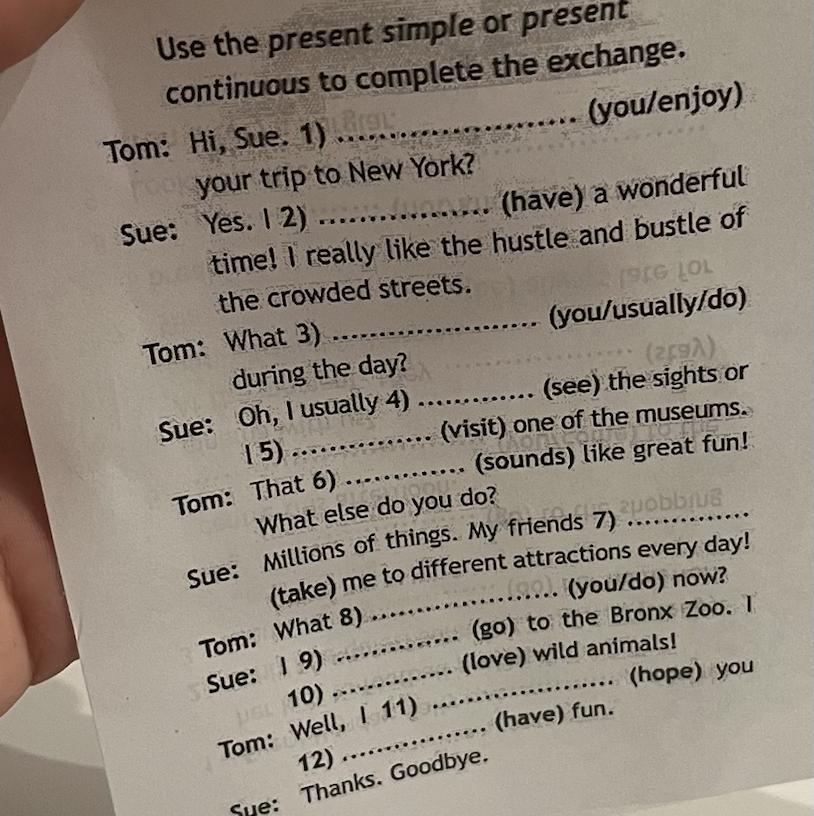 Use the present simple or present
continuous to complete the exchange.
Tom: Hi, Sue. 1) ........................ (you/enjoy)
your trip to New York?
Sue: Yes. I 2) ................. (have) a wonderful
time! I really like the hustle and bustle of
the crowded streets.
Tom: What 3) ..................... (you/usually/do)
during the day?
Sue: Oh, I usually 4) ............ (see) the sights or
I 5) .............. (visit) one of the museums.
Tom: That 6) ............ (sounds) like great fun!
What else do you do?
Sue: Millions of things. My friends 7) .............
(take) me to different attractions every day!
Tom: What 8) .................... (you/do) now?
Sue: I 9) ............. (go) to the Bronx Zoo. I
10) ............. (love) wild animals!
Tom: Well, I 11) ................... (hope) you
12) ................ (have) fun.
Sue: Thanks. Goodbye.